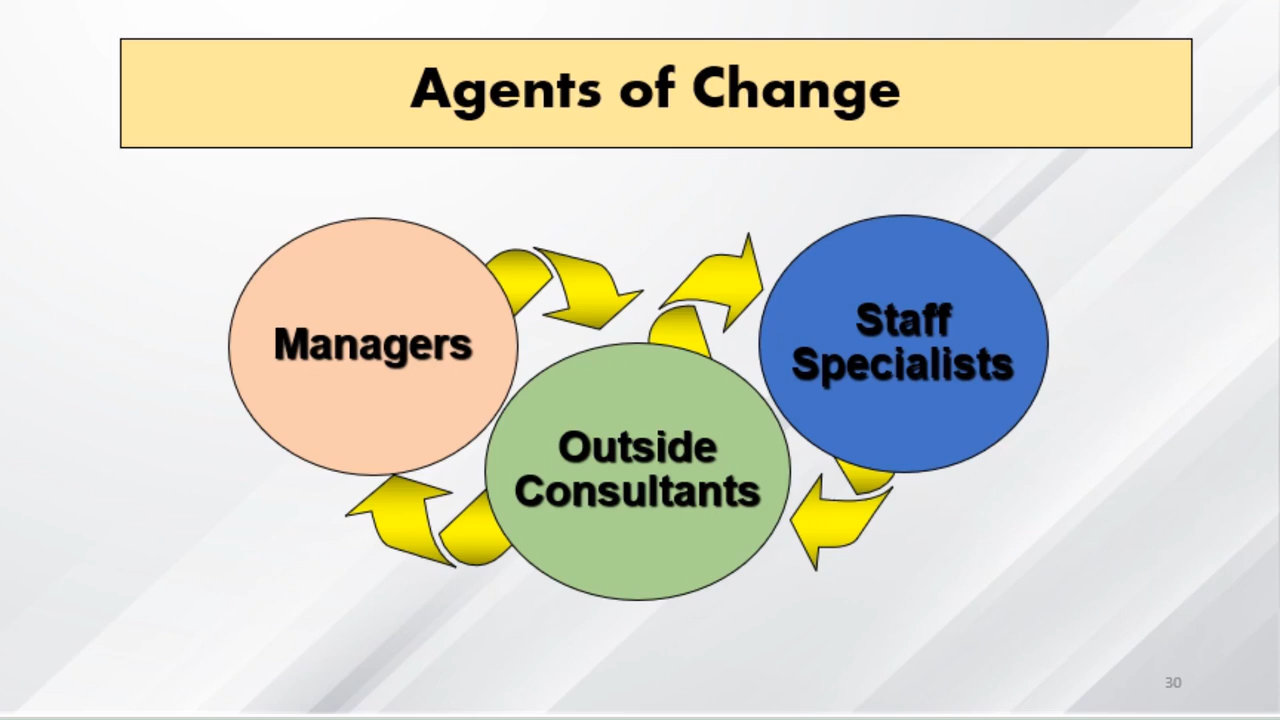 Agents of Change
Managers
Staff
Specialists
Outside
Consultants
30